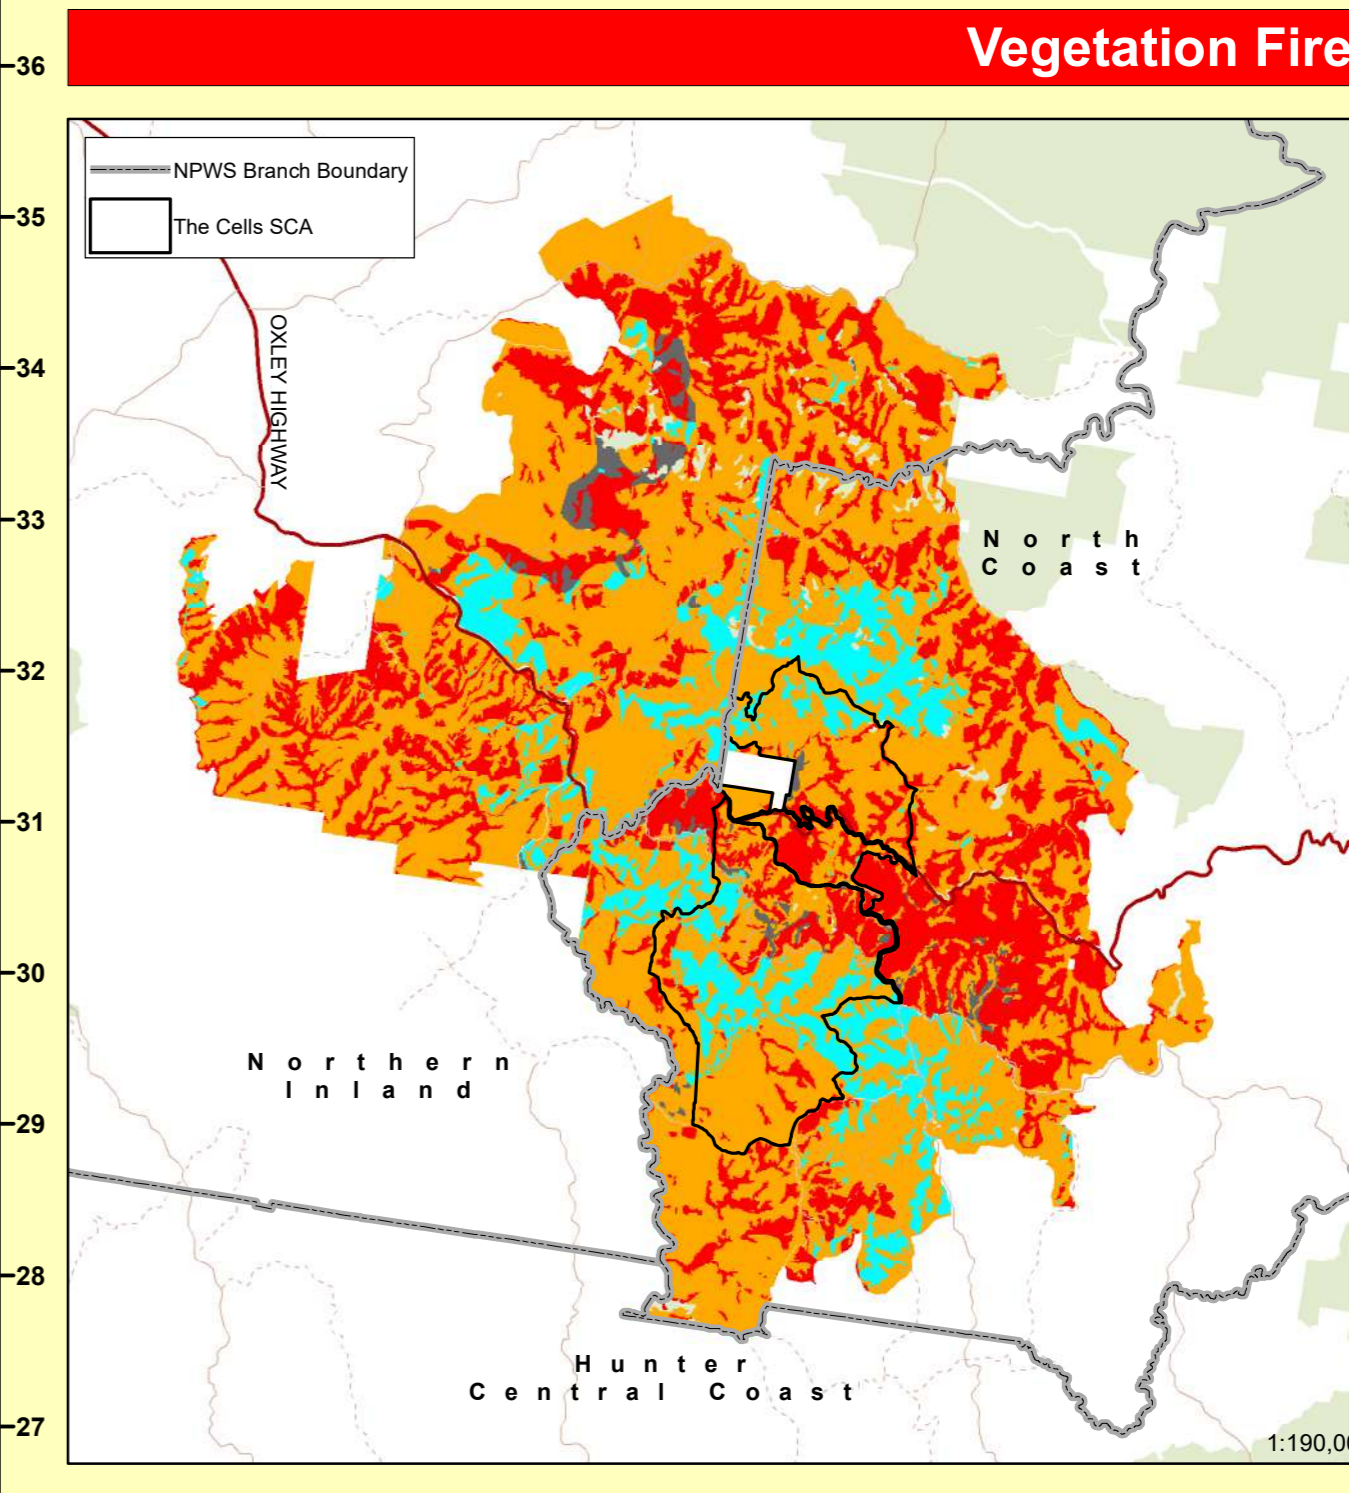 Vegetation Fire
36
35
34
33
32
31
30
29
28
27
NPWS Branch Boundary
The Cells SCA
OXLEY HIGHWAY
North
Coast
Northern
Inland
Hunter
Central Coast
1:190,00